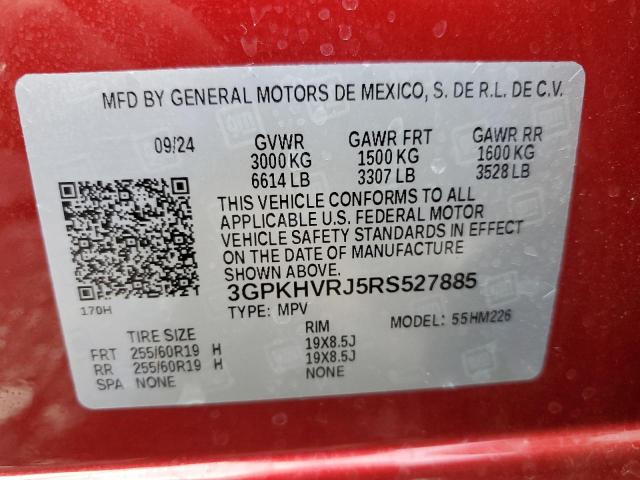 MFD BY GENERAL MOTORS DE MEXICO, S. DE R.L. DE C.V.
09/24 GVWR GAWR FRT GAWR RR
3000 KG 1500 KG 1600 KG
6614 LB 3307 LB 3528 LB
THIS VEHICLE CONFORMS TO ALL
APPLICABLE U.S. FEDERAL MOTOR
VEHICLE SAFETY STANDARDS IN EFFECT
ON THE DATE OF MANUFACTURE
SHOWN ABOVE.
3GPKHVRJ5RS527885
170H
TYPE: MPV MODEL: 55HM226
TIRE SIZE RIM
FRT 255/60R19 H 19X8.5J
RR 255/60R19 H 19X8.5J
SPA NONE NONE